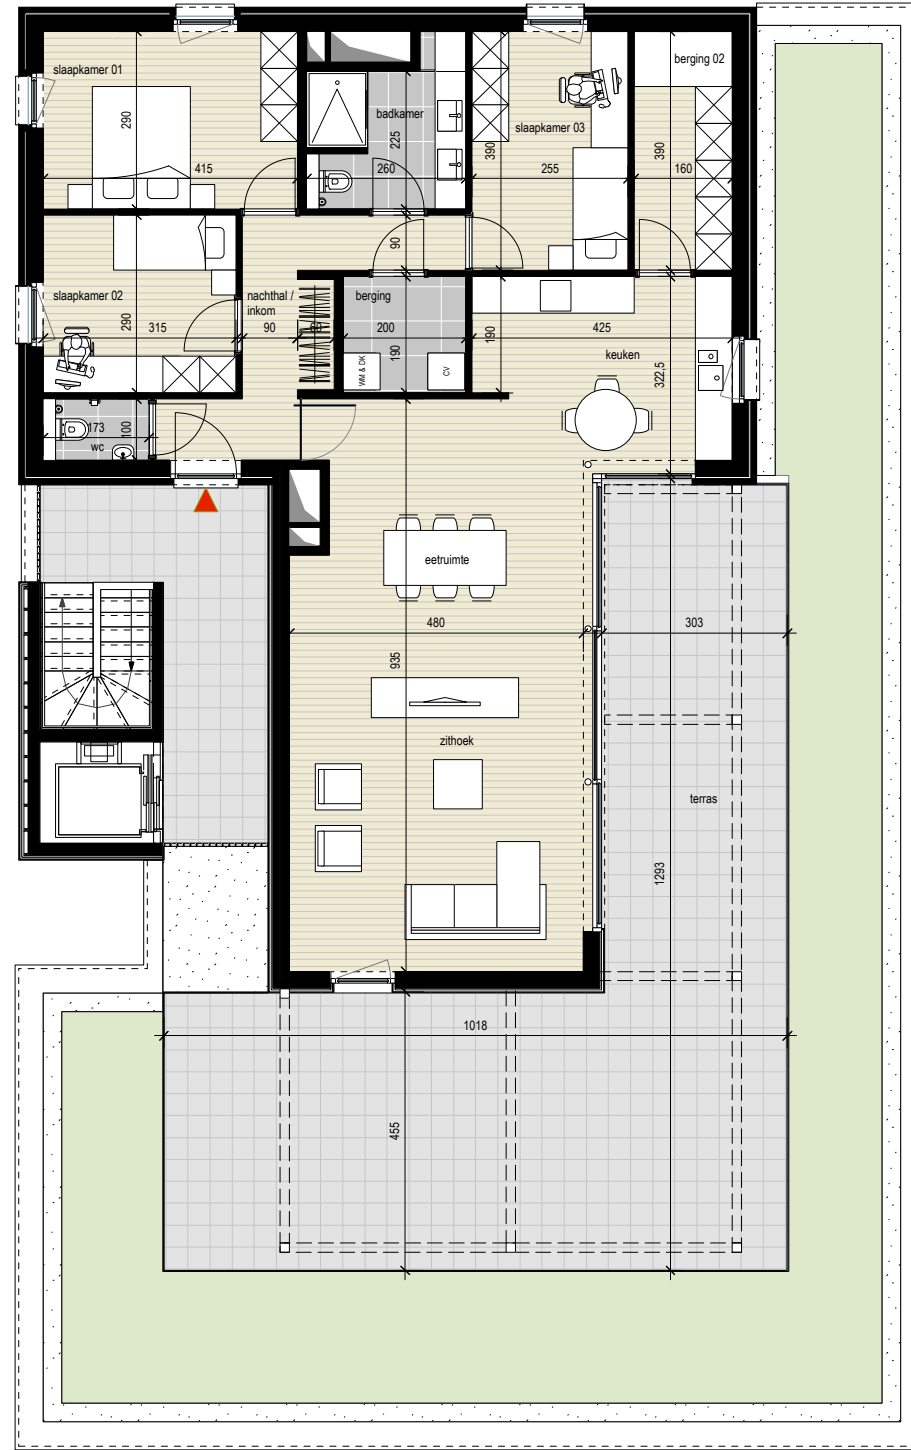 slaapkamer 01
290
415
badkamer
225
260
slaapkamer 03
390
255
berging 02
390
160
90
slaapkamer 02
290
315
nachthal /
inkom
90
60
berging
200
190
WM & DK
CV
190
425
keuken
322,5
173
100
wc
eetruimte
480
935
303
zithoek
terras
1293
1018
455